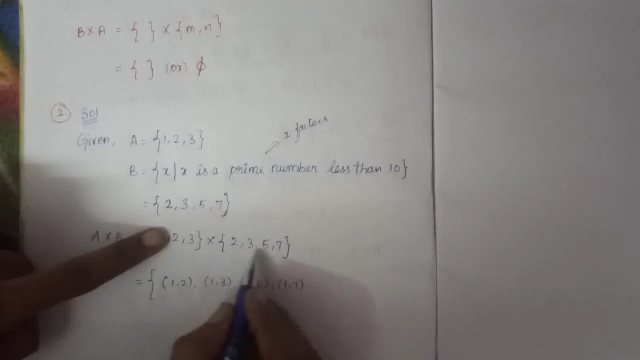 B×A = { } × {m,n}
= { } (or) ϕ
2 factors
② Sol
Given, A = {1,2,3}
B = {x/x is a prime number less than 10}
= {2,3,5,7}
A×B 2,3} × {2,3,5,7}
= { (1,2), (1,3) (1,7)